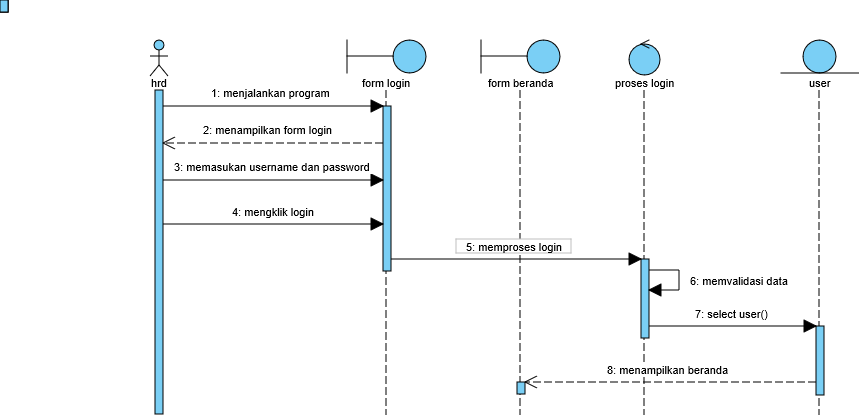 hrd
form login
form beranda
proses login
user
1: menjalankan program
2: menampilkan form login
3: memasukan username dan password
4: mengklik login
5: memproses login
6: memvalidasi data
7: select user()
8: menampilkan beranda